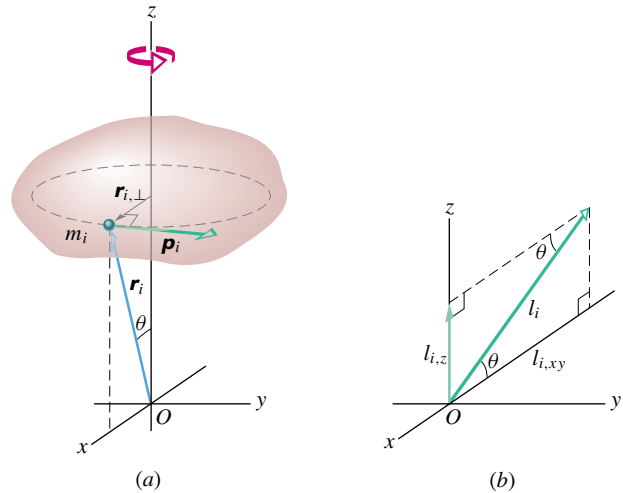 z
r_{i,⊥}
m_i
p_i
r_i
θ
O
y
x
(a)
z
θ
l_i
l_{i,z}
θ
l_{i,xy}
O
y
x
(b)